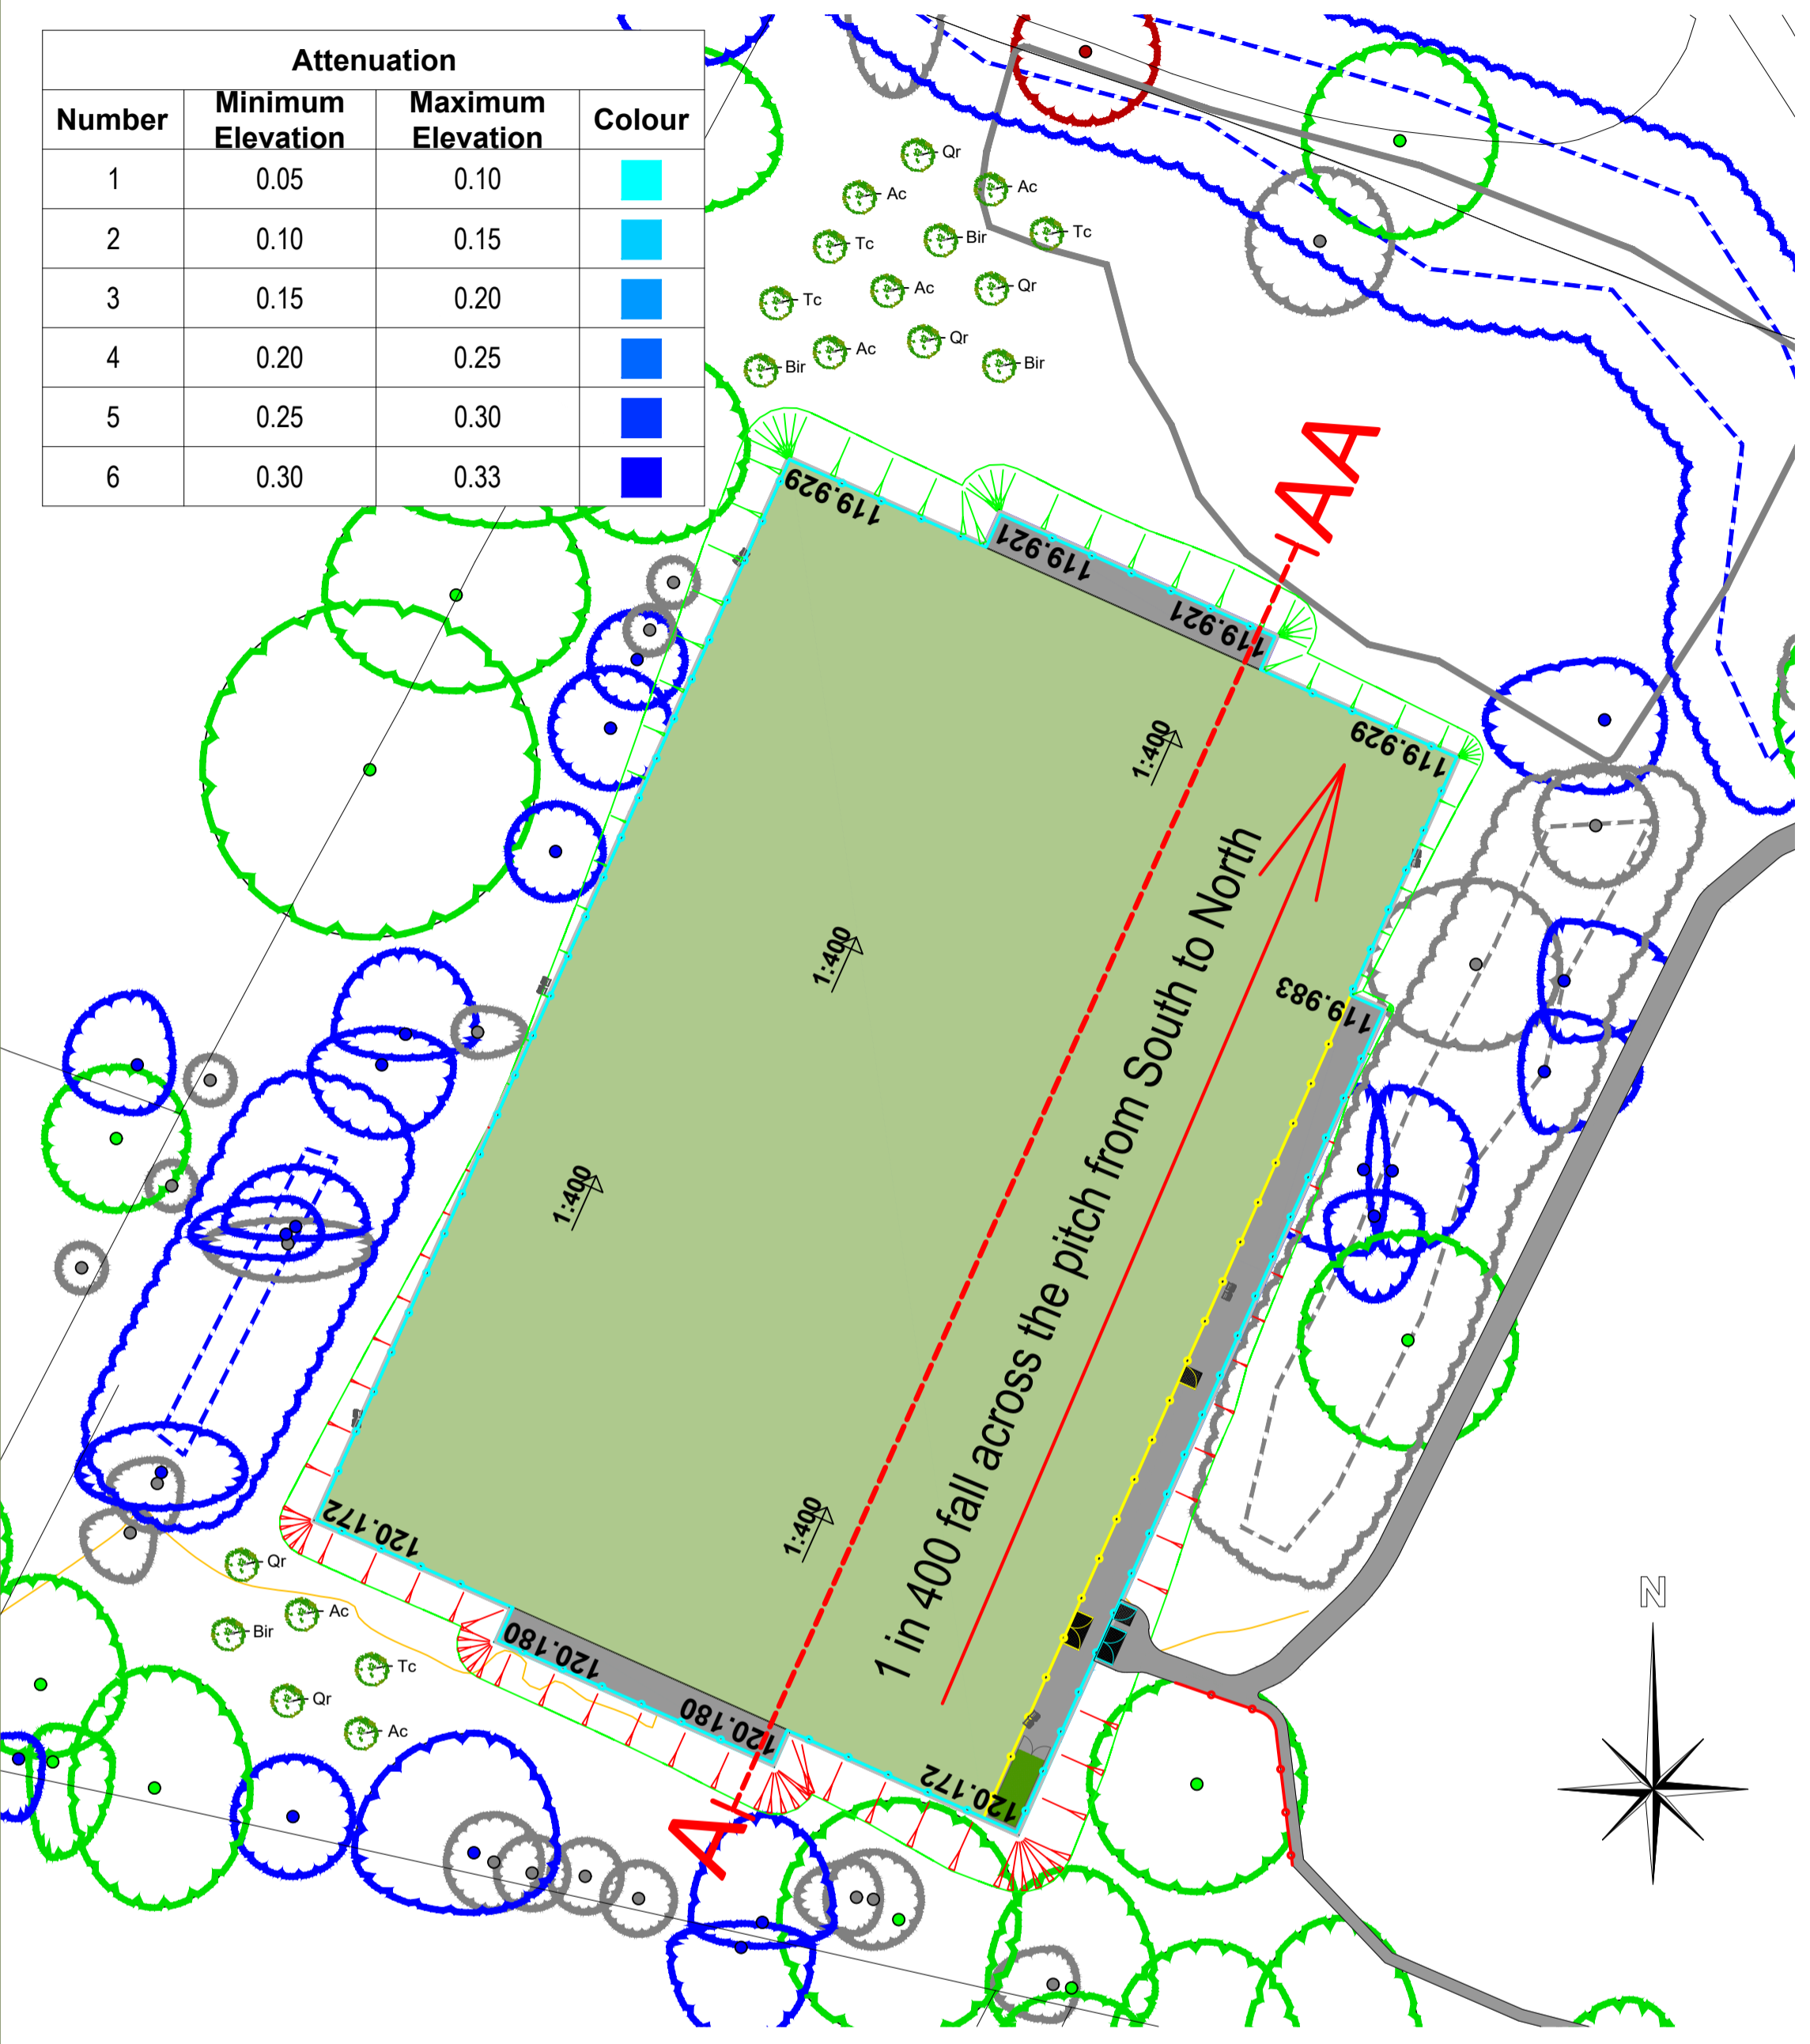 Attenuation
Number Minimum Elevation Maximum Elevation Colour
1 0.05 0.10
2 0.10 0.15
3 0.15 0.20
4 0.20 0.25
5 0.25 0.30
6 0.30 0.33
Qr
Ac
Ac
Tc
Bir
Tc
Tc
Ac
Qr
Ac
Qr
Bir
Bir
AA
119.929
119.921
119.921
119.929
1:400
1:400
1:400
1:400
119.983
1 in 400 fall across the pitch from South to North
120.172
120.180
120.180
120.172
A
Qr
Ac
Bir
Tc
Qr
Ac
N